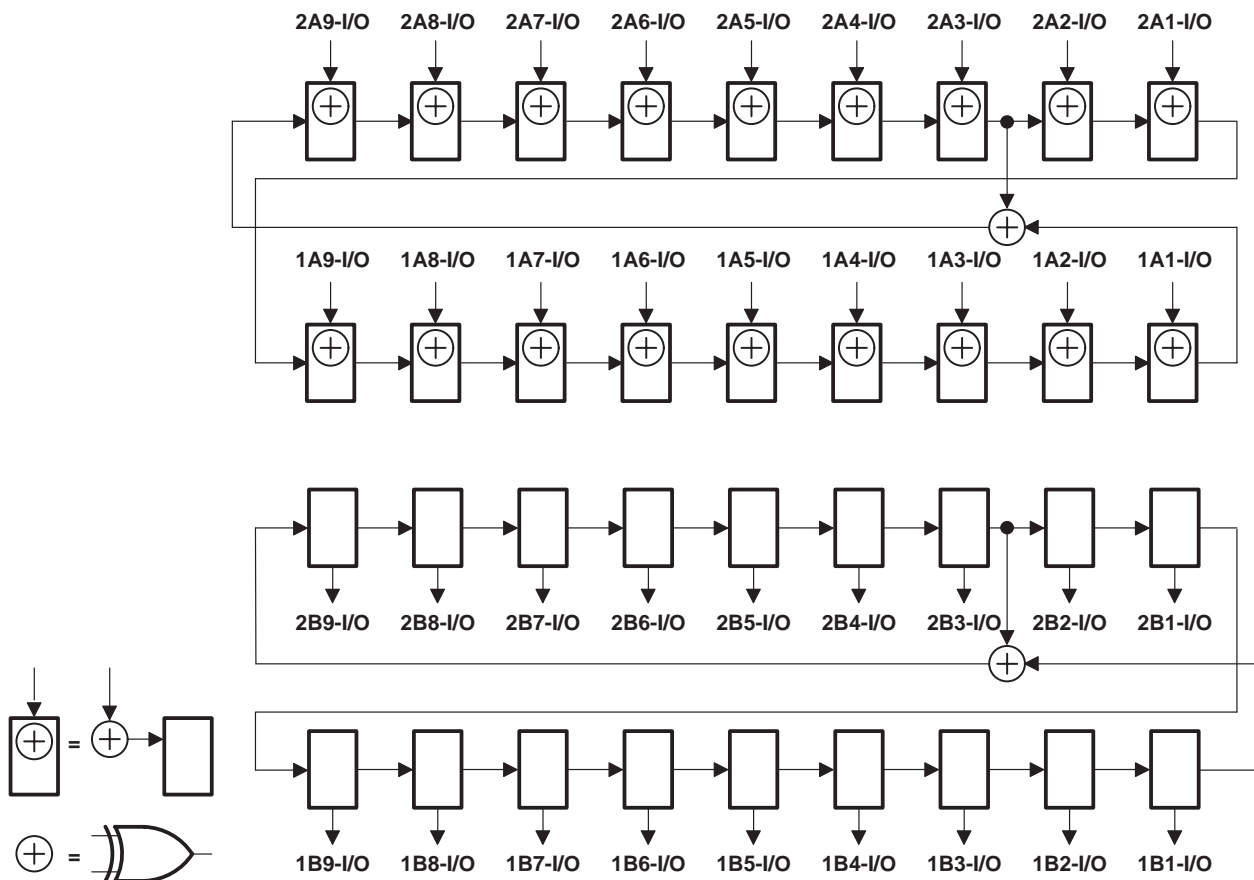 2A9-I/O 2A8-I/O 2A7-I/O 2A6-I/O 2A5-I/O 2A4-I/O 2A3-I/O 2A2-I/O 2A1-I/O
1A9-I/O 1A8-I/O 1A7-I/O 1A6-I/O 1A5-I/O 1A4-I/O 1A3-I/O 1A2-I/O 1A1-I/O
2B9-I/O 2B8-I/O 2B7-I/O 2B6-I/O 2B5-I/O 2B4-I/O 2B3-I/O 2B2-I/O 2B1-I/O
=
=
1B9-I/O 1B8-I/O 1B7-I/O 1B6-I/O 1B5-I/O 1B4-I/O 1B3-I/O 1B2-I/O 1B1-I/O